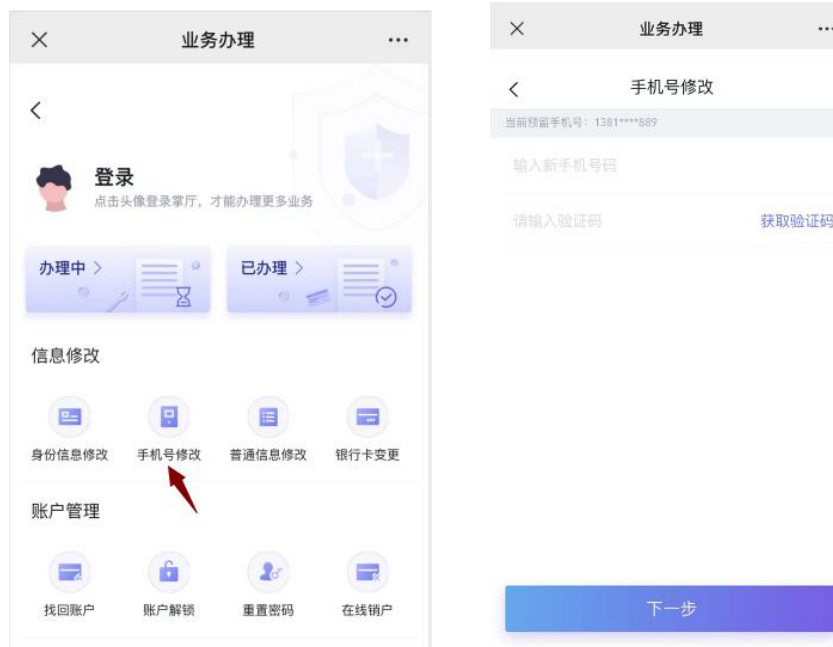 业务办理
登录
点击头像登录掌厅，才能办理更多业务
办理中
已办理
信息修改
身份信息修改 手机号修改 普通信息修改 银行卡变更
账户管理
找回账户 账户解锁 重置密码 在线销户
业务办理
手机号修改
当前预留手机号：1381****889
输入新手机号码
请输入验证码 获取验证码
下一步